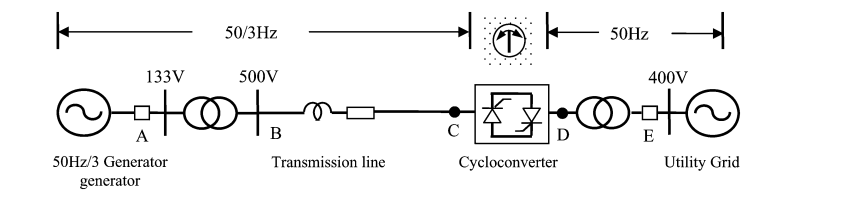 50/3Hz
50Hz
133V
500V
400V
A
B
C
D
E
50Hz/3 Generator
generator
Transmission line
Cycloconverter
Utility Grid